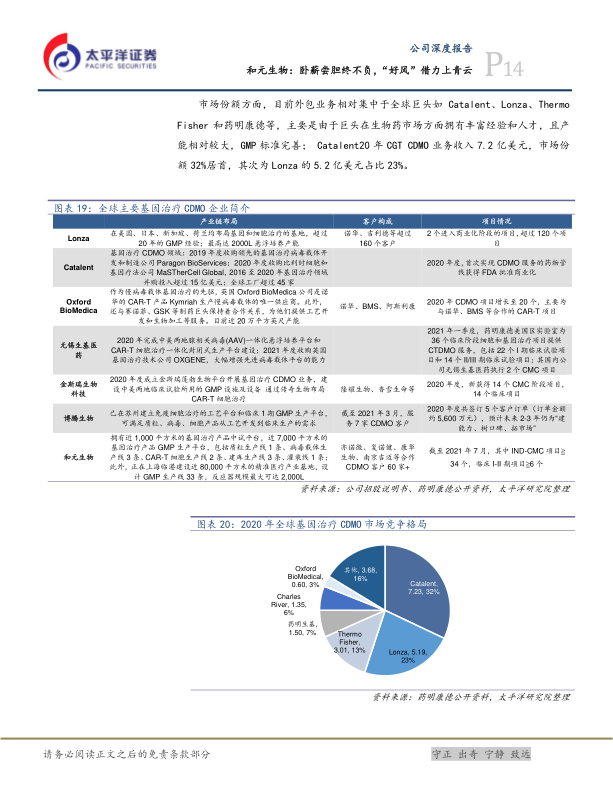 太平洋证券
PACIFIC SECURITIES
公司深度报告
和元生物：卧薪尝胆终不负，“好风”借力上青云
P14
市场份额方面，目前外包业务相对集中于全球巨头如 Catalent、Lonza、Thermo
Fisher 和药明康德等，主要是由于巨头在生物药市场方面拥有丰富经验和人才，且产
能相对较大，GMP 标准完善； Catalent20 年 CGT CDMO 业务收入 7.2 亿美元，市场份
额 32%居首，其次为 Lonza 的 5.2 亿美元占比 23%。
图表 19：全球主要基因治疗 CDMO 企业简介
产业链布局 客户构成 项目情况
Lonza
在美国、日本、新加坡、荷兰均布局基因和细胞治疗的基地，超过
20 年的 GMP 经验；最高达 2000L 悬浮培养产能
诺华、吉利德等超过
160 个客户
2 个进入商业化阶段的项目，超过 120 个项
目
Catalent
基因治疗 CDMO 领域：2019 年收购领先的基因治疗病毒载体开
发和制造公司 Paragon BioServices；2020 年收购比利时细胞和
基因疗法公司 MaSTherCell Global, 2016 至 2020 年基因治疗领域
并购投入超过 15 亿美元；全球工厂超过 45 家
2020 年度，首次实现 CDMO 服务的药物管
线获得 FDA 批准商业化
Oxford
BioMedica
作为慢病毒载体基因治疗的先驱，英国 Oxford BioMedica 公司是诺
华的 CAR-T 产品 Kymriah 生产慢病毒载体的唯一供应商。此外，
还与赛诺菲、GSK 等制药巨头保持着合作关系，为他们提供工艺开
发和生物加工等服务。目前近 20 万平方英尺产能
诺华、BMS、阿斯利康
2020 年 CDMO 项目增长至 20 个，主要为
与诺华、BMS 等合作的 CAR-T 项目
无锡生基医
药
2020 年完成中美两地腺相关病毒(AAV)一体化悬浮培养平台和
CAR-T 细胞治疗一体化封闭式生产平台建设；2021 年度收购英国
基因治疗技术公司 OXGENE，大幅增强先进病毒载体平台的能力
2021 年一季度，药明康德美国区实验室为
36 个临床阶段细胞和基因治疗项目提供
CTDMO 服务，包括 22 个 I 期临床试验项
目和 14 个 II/III 期临床试验项目；其国内公
司无锡生基医药执行 2 个 CMC 项目
金斯瑞生物
科技
2020 年度成立金斯瑞蓬勃生物平台开展基因治疗 CDMO 业务，建
设中美两地临床试验所用的 GMP 设施及设备 通过传奇生物布局
CAR-T 细胞治疗
陆耀生物、普雷生命等
2020 年度，新获得 14 个 CMC 阶段项目，
14 个临床项目
博腾生物
已在苏州建立免疫细胞治疗的工艺平台和临床 1 期 GMP 生产平台，
可满足质粒、病毒、细胞产品从工艺开发到临床生产的需求
截至 2021 年 3 月，服
务 7 家 CDMO 客户
2020 年度共签订 5 个客户订单（订单金额
约 5,600 万元），预计未来 2-3 年仍为“建
能力、树口碑、拓市场”
和元生物
拥有近 1,000 平方米的基因治疗产品中试平台，近 7,000 平方米的
基因治疗产品 GMP 生产平台，包括质粒生产线 1 条、病毒载体生
产线 3 条、CAR-T 细胞生产线 2 条、建库生产线 3 条、灌装线 1 条；
此外，正在上海临港建设近 80,000 平方米的精准医疗产业基地，设
计 GMP 生产线 33 条，反应器规模最大可达 2,000L
亦诺微、复诺健、康华
生物、南京吉迈等合作
CDMO 客户 60 家+
截至 2021 年 7 月，其中 IND-CMC 项目≧
34 个，临床 I-II 期项目≧6 个
资料来源：公司招股说明书、药明康德公开资料，太平洋研究院整理
图表 20：2020 年全球基因治疗 CDMO 市场竞争格局
Catalent,
7.23, 32%
Lonza, 5.19,
23%
Thermo
Fisher,
3.01, 13%
药明生基,
1.50, 7%
Charles
River, 1.35,
6%
Oxford
BioMedical,
0.60, 3%
其他, 3.68,
16%
资料来源：药明康德公开资料，太平洋研究院整理
请务必阅读正文之后的免责条款部分
守正 出奇 宁静 致远